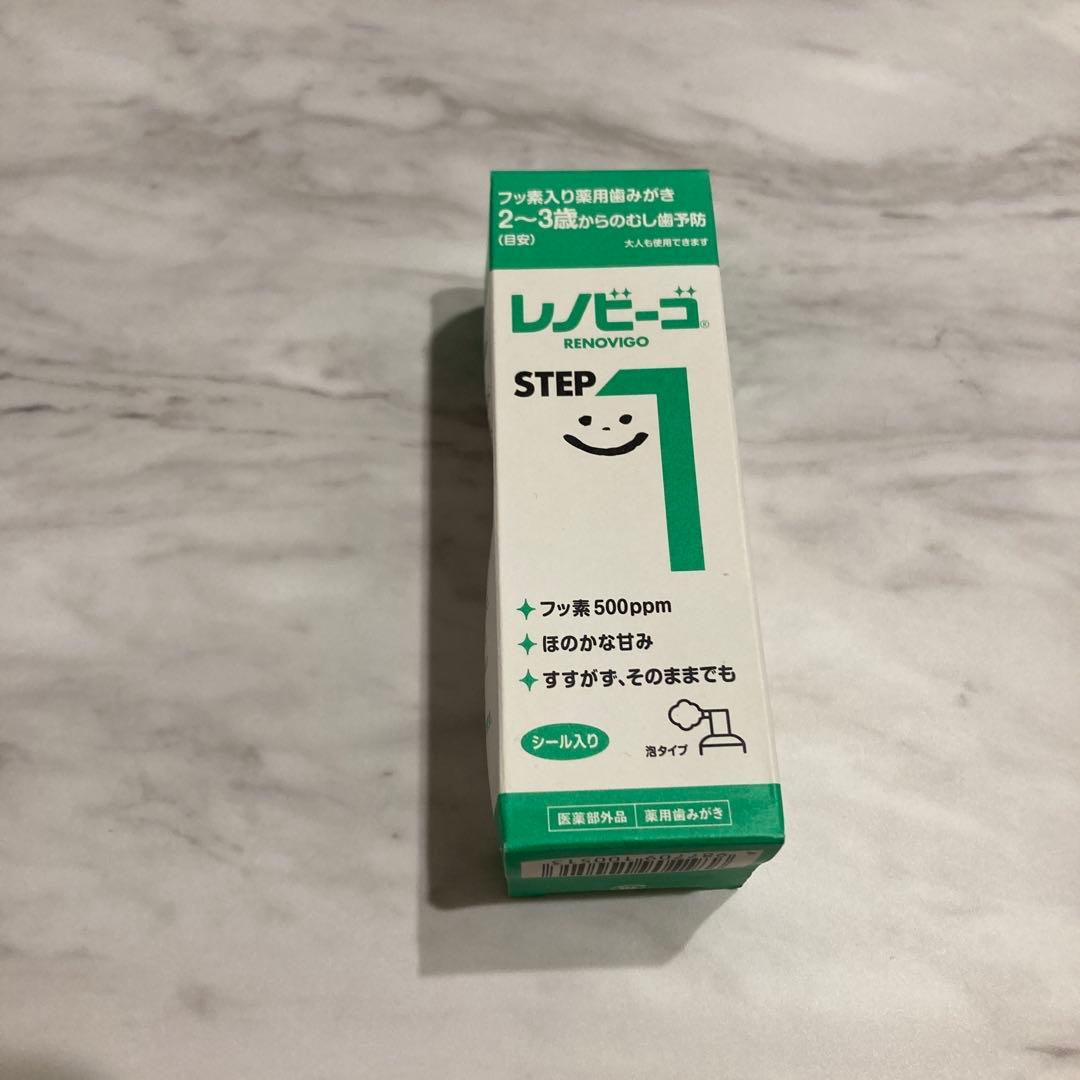 フッ素入り薬用歯みがき
2〜3歳からのむし歯予防
(目安) 大人も使用できます
レノビーゴ®
RENOVIGO
STEP 1
フッ素500ppm
ほのかな甘み
すすがず、そのままでも
シール入り
泡タイプ
医薬部外品 薬用歯みがき